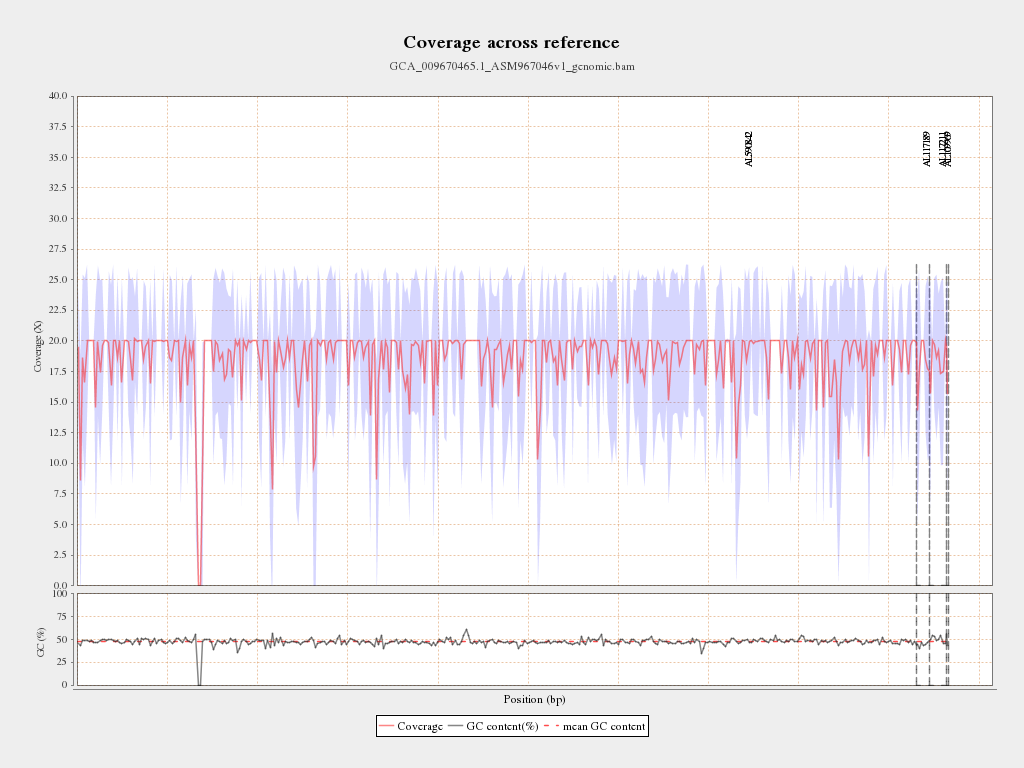 Coverage across reference
GCA_009670465.1_ASM967046v1_genomic.bam
40.0
37.5
35.0
32.5
30.0
27.5
25.0
22.5
20.0
17.5
15.0
12.5
10.0
7.5
5.0
2.5
0.0
Coverage (X)
AL590842
AL117189
AL117211
100
75
50
25
0
GC (%)
Position (bp)
Coverage GC content(%) mean GC content